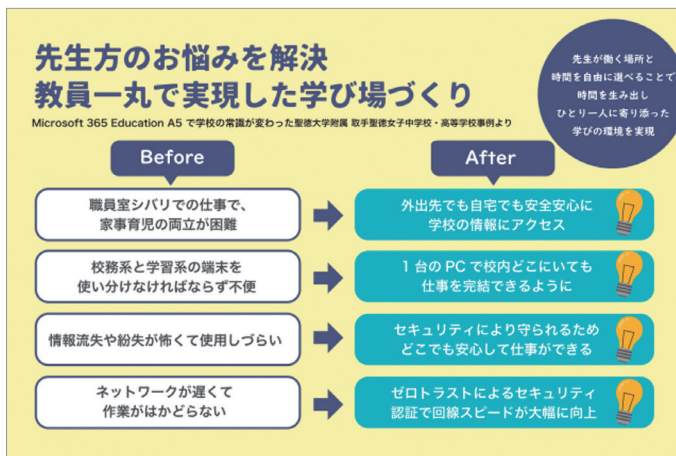 先生方のお悩みを解決
教員一丸で実現した学び場づくり
Microsoft 365 Education A5 で学校の常識が変わった聖徳大学附属 取手聖徳女子中学校・高等学校事例より
先生が働く場所と
時間を自由に選べることで
時間を生み出し
ひとり一人に寄り添った
学びの環境を実現
Before
After
職員室シバリでの仕事で、
家事育児の両立が困難
外出先でも自宅でも安全安心に
学校の情報にアクセス
校務系と学習系の端末を
使い分けなければならず不便
1台のPCで校内どこにいても
仕事を完結できるように
情報流失や紛失が怖くて使用しづらい
セキュリティにより守られるため
どこでも安心して仕事ができる
ネットワークが遅くて
作業がはかどらない
ゼロトラストによるセキュリティ
認証で回線スピードが大幅に向上